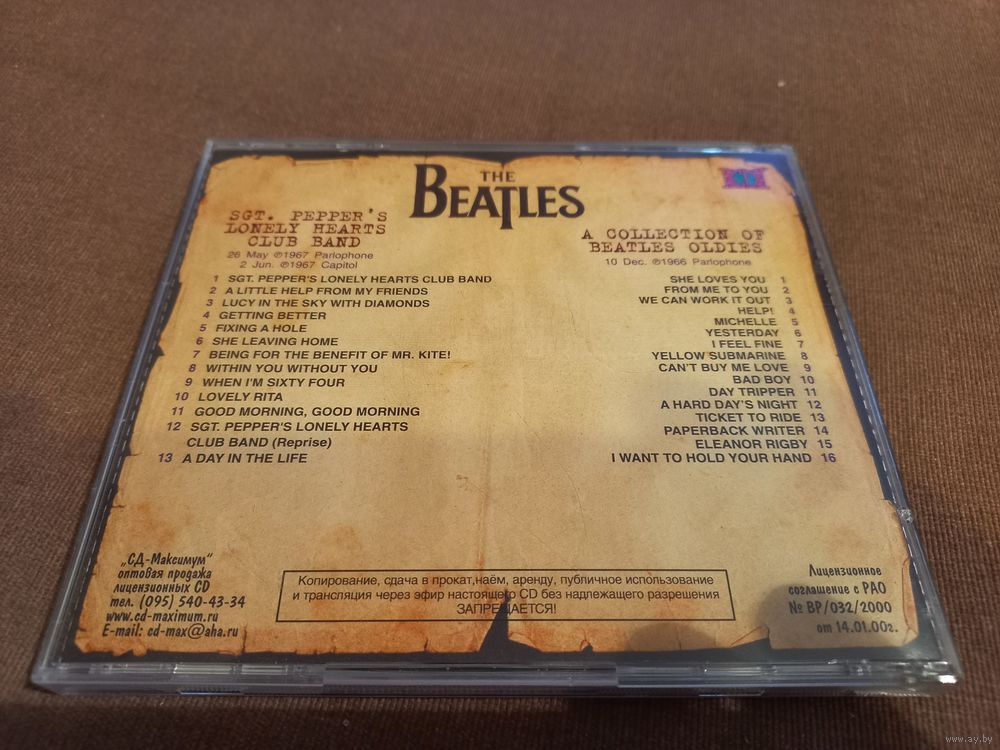 THE
BEATLES
SGT. PEPPER'S
LONELY HEARTS
CLUB BAND
26 May ℗1967 Parlophone
2 Jun. ℗1967 Capitol
1 SGT. PEPPER'S LONELY HEARTS CLUB BAND
2 A LITTLE HELP FROM MY FRIENDS
3 LUCY IN THE SKY WITH DIAMONDS
4 GETTING BETTER
5 FIXING A HOLE
6 SHE LEAVING HOME
7 BEING FOR THE BENEFIT OF MR. KITE!
8 WITHIN YOU WITHOUT YOU
9 WHEN I'M SIXTY FOUR
10 LOVELY RITA
11 GOOD MORNING, GOOD MORNING
12 SGT. PEPPER'S LONELY HEARTS
CLUB BAND (Reprise)
13 A DAY IN THE LIFE
A COLLECTION OF
BEATLES OLDIES
10 Dec. ℗1966 Parlophone
SHE LOVES YOU 1
FROM ME TO YOU 2
WE CAN WORK IT OUT 3
HELP! 4
MICHELLE 5
YESTERDAY 6
I FEEL FINE 7
YELLOW SUBMARINE 8
CAN'T BUY ME LOVE 9
BAD BOY 10
DAY TRIPPER 11
A HARD DAY'S NIGHT 12
TICKET TO RIDE 13
PAPERBACK WRITER 14
ELEANOR RIGBY 15
I WANT TO HOLD YOUR HAND 16
„СД-Максимум"
оптовая продажа
лицензионных CD
тел. (095) 540-43-34
www.cd-maximum.ru
E-mail: cd-max@aha.ru
Копирование, сдача в прокат,наём, аренду, публичное использование
и трансляция через эфир настоящего CD без надлежащего разрешения
ЗАПРЕЩАЕТСЯ!
Лицензионное
соглашение с РАО
№ ВР/032/2000
от 14.01.00г.
www.ay.by